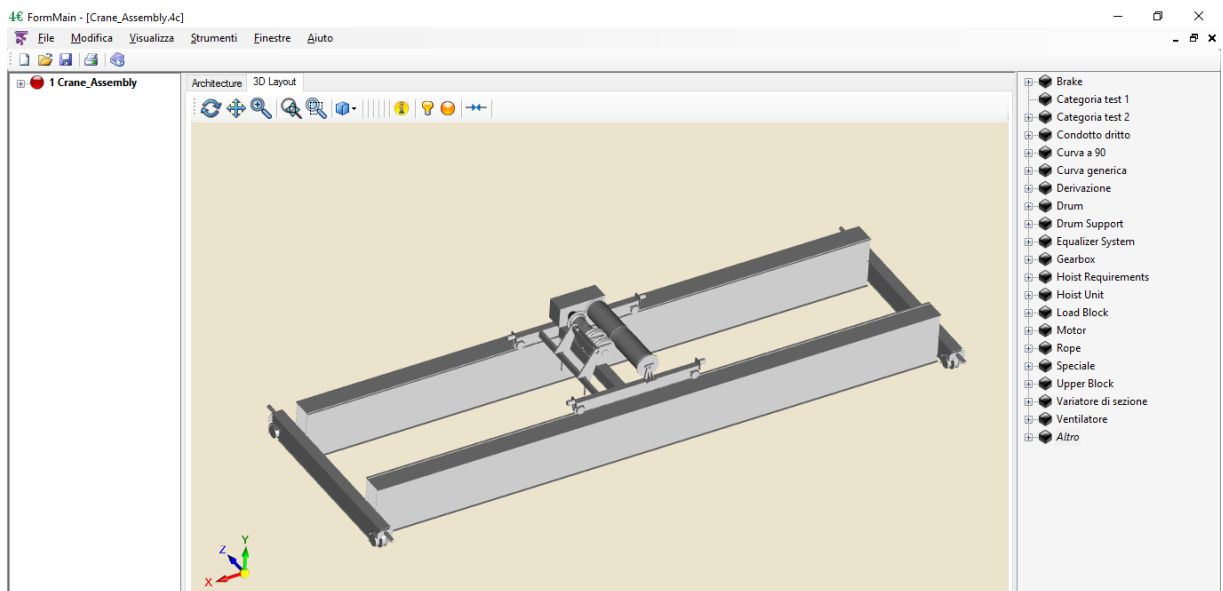 4€ FormMain - [Crane_Assembly.4c]
File Modifica Visualizza Strumenti Finestre Aiuto
1 Crane_Assembly
Architecture 3D Layout
Brake
Categoria test 1
Categoria test 2
Condotto dritto
Curva a 90
Curva generica
Derivazione
Drum
Drum Support
Equalizer System
Gearbox
Hoist Requirements
Hoist Unit
Load Block
Motor
Rope
Speciale
Upper Block
Variatore di sezione
Ventilatore
Altro
Z Y
X